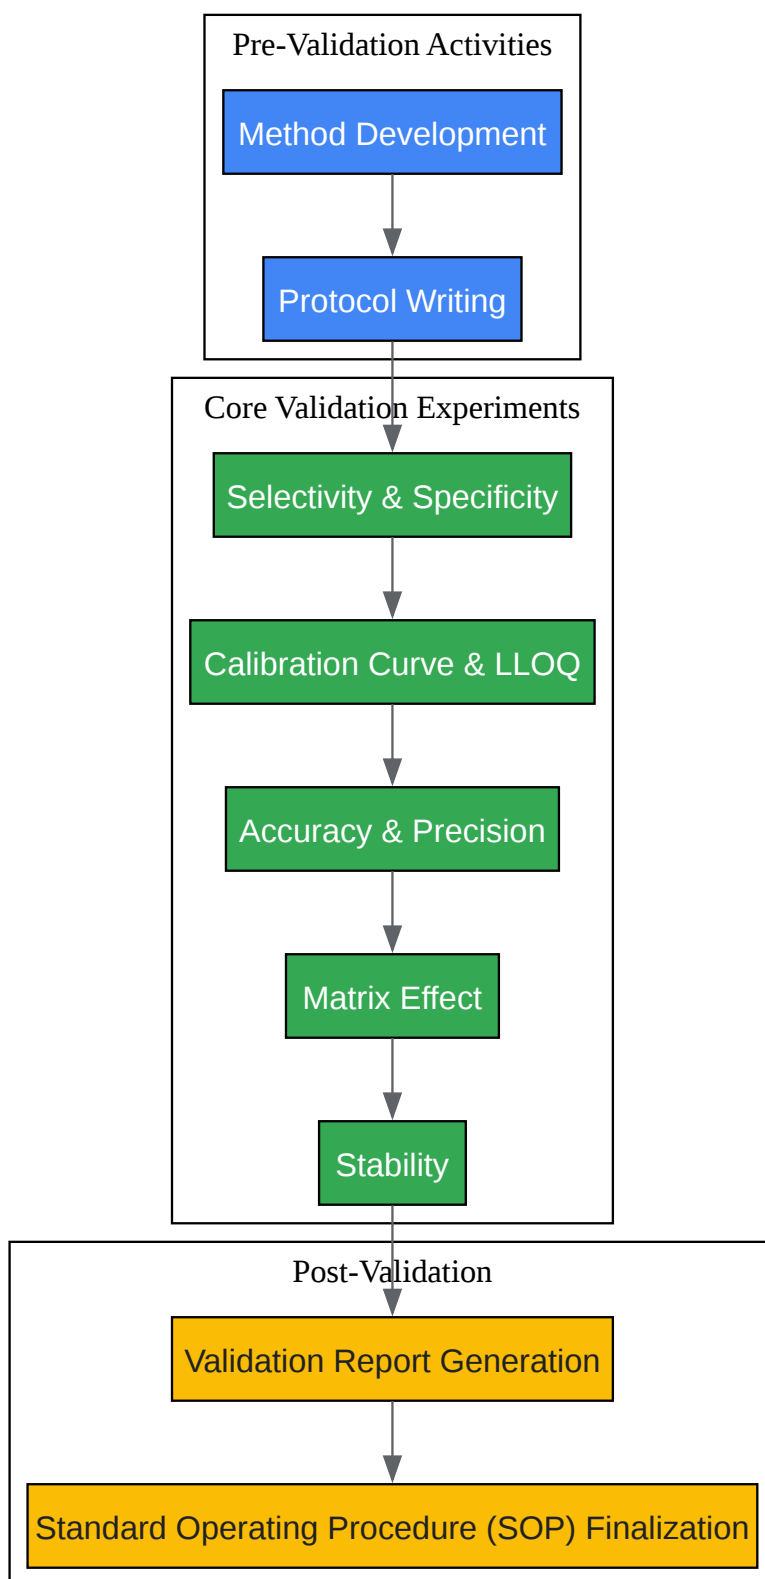 Pre-Validation Activities
Method Development
Protocol Writing
Core Validation Experiments
Selectivity & Specificity
Calibration Curve & LLOQ
Accuracy & Precision
Matrix Effect
Stability
Post-Validation
Validation Report Generation
Standard Operating Procedure (SOP) Finalization